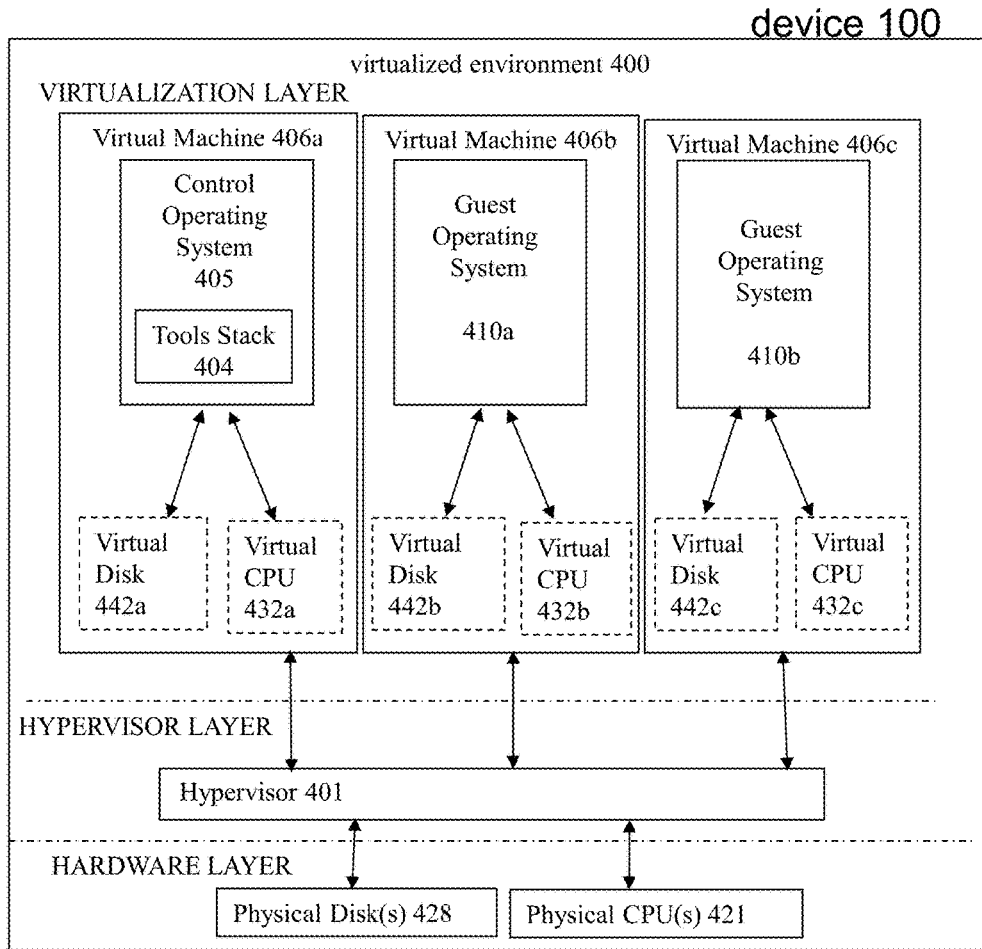 device 100
virtualized environment 400
VIRTUALIZATION LAYER
Virtual Machine 406a
Control
Operating
System
405
Tools Stack
404
Virtual
Disk
442a
Virtual
CPU
432a
Virtual Machine 406b
Guest
Operating
System
410a
Virtual
Disk
442b
Virtual
CPU
432b
Virtual Machine 406c
Guest
Operating
System
410b
Virtual
Disk
442c
Virtual
CPU
432c
HYPERVISOR LAYER
Hypervisor 401
HARDWARE LAYER
Physical Disk(s) 428
Physical CPU(s) 421